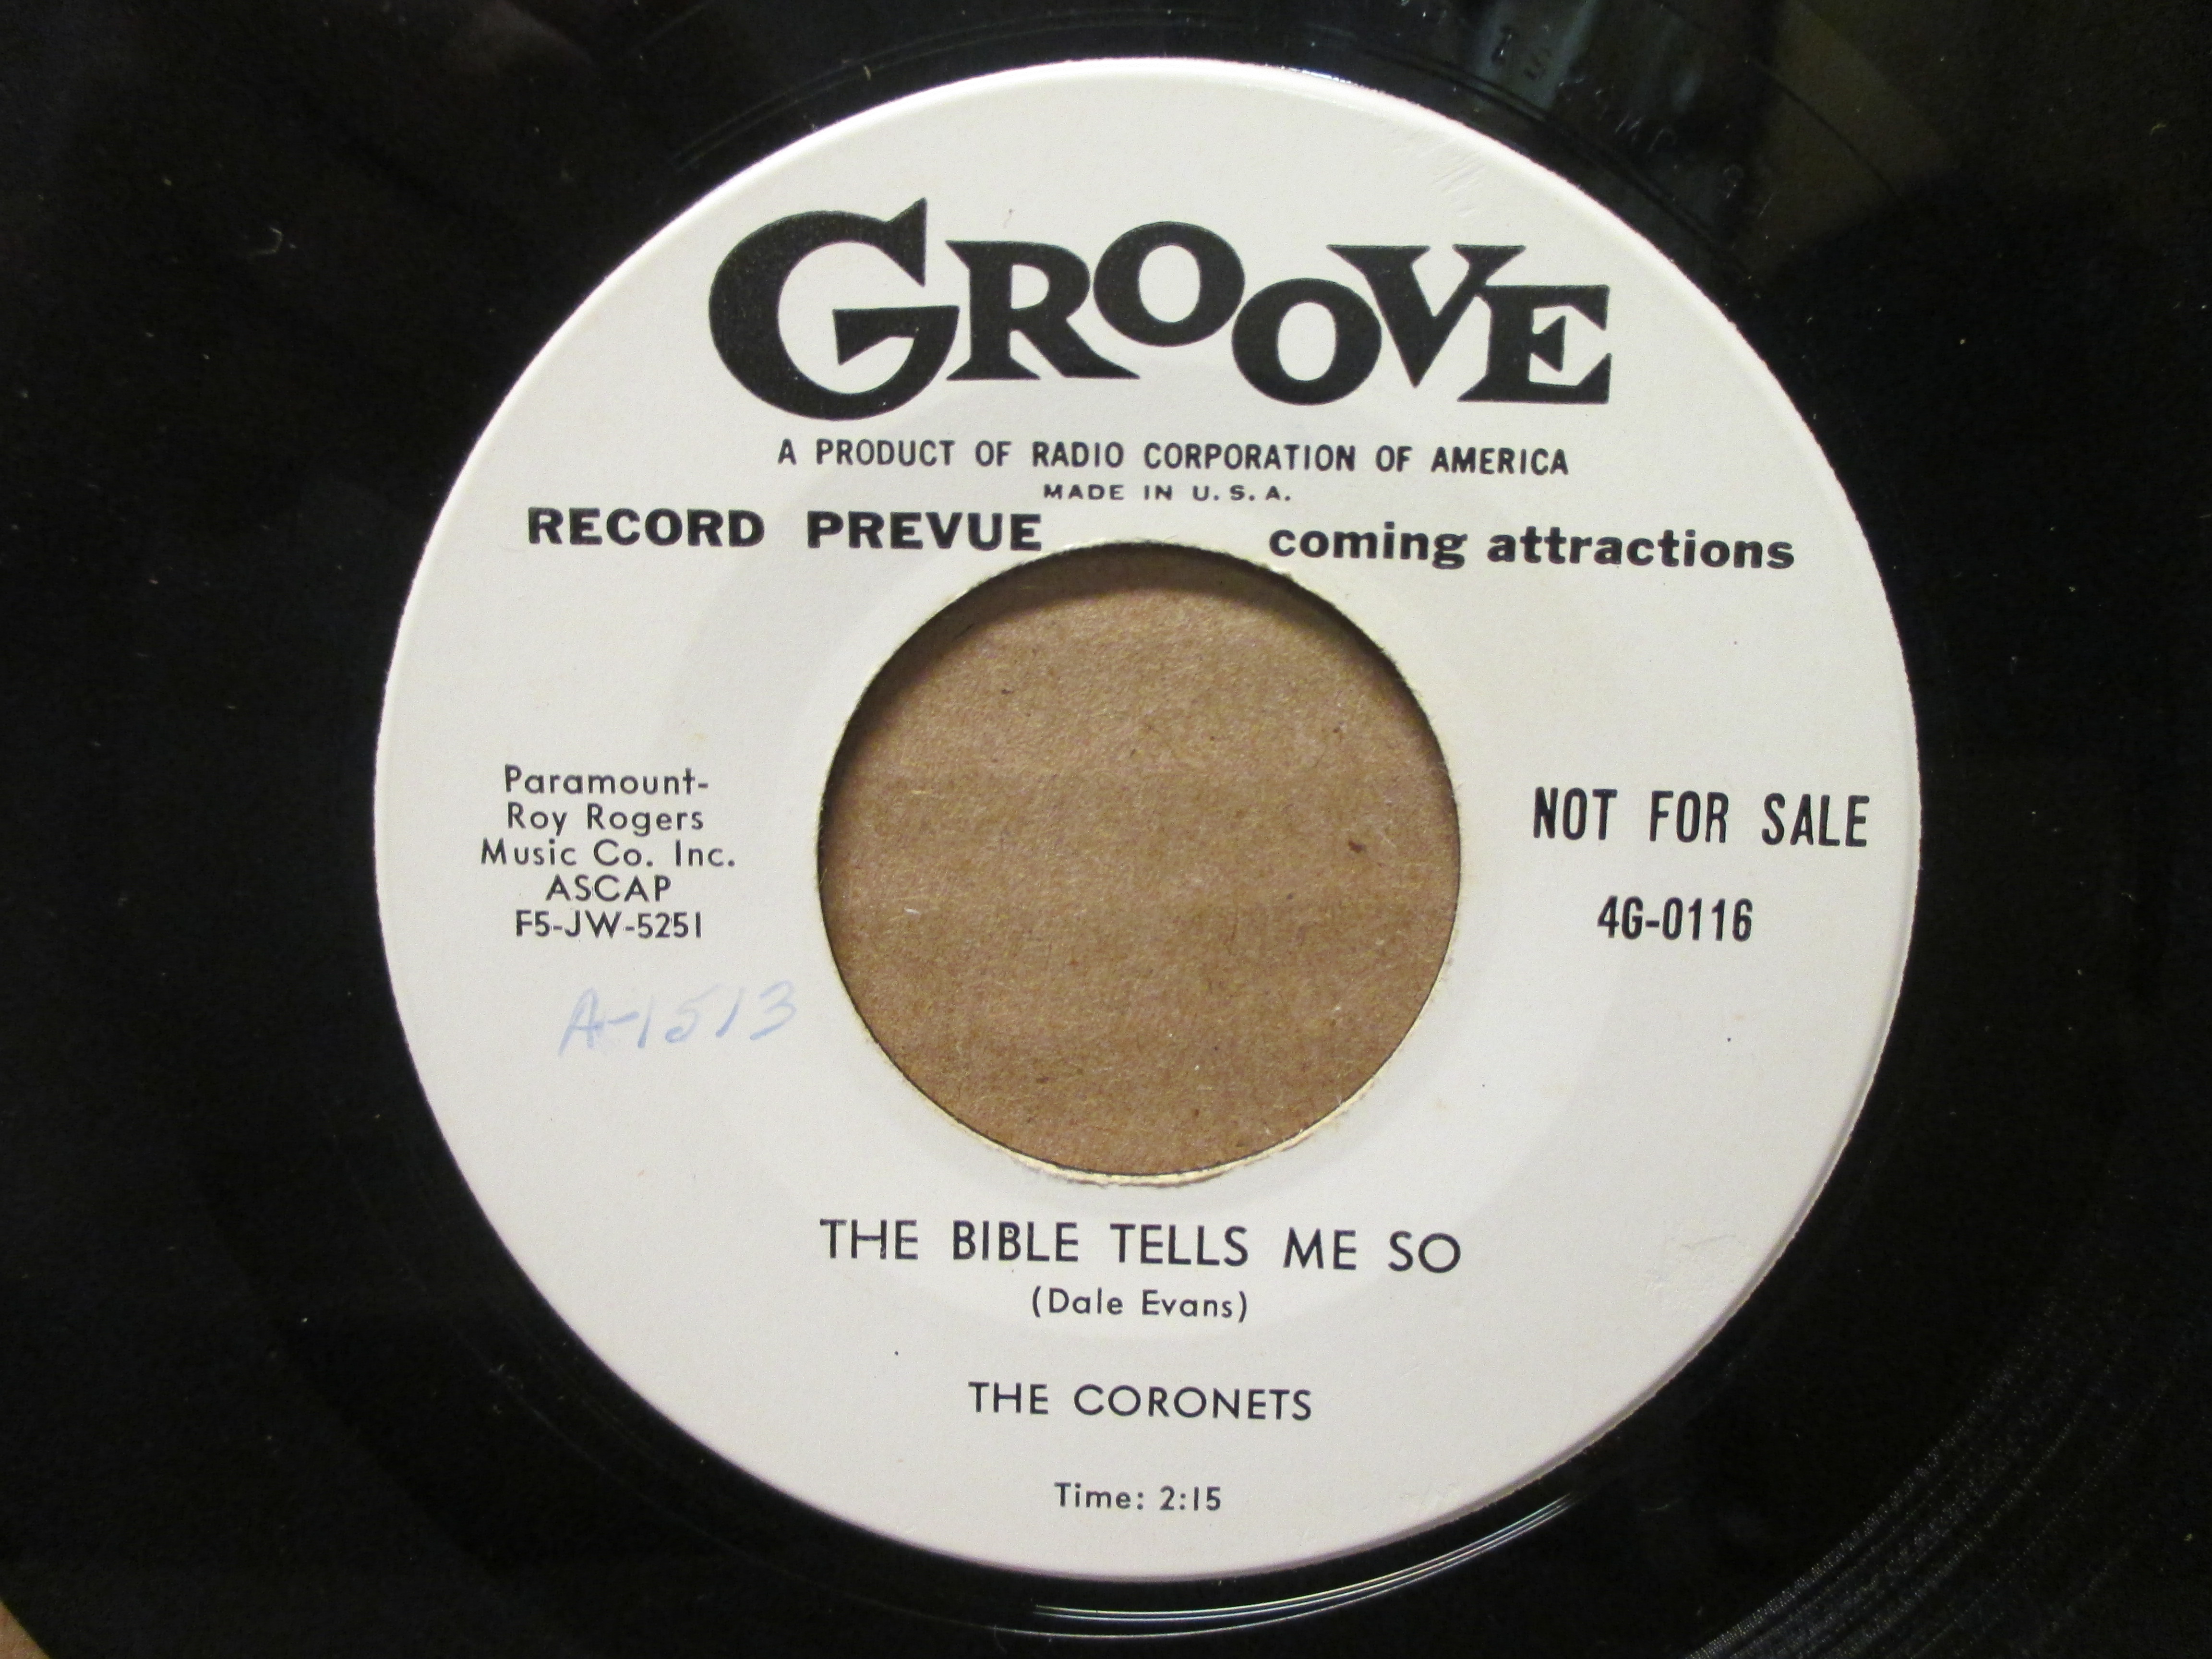 GROOVE
A PRODUCT OF RADIO CORPORATION OF AMERICA
MADE IN U.S.A.
RECORD PREVUE coming attractions
Paramount-
Roy Rogers
Music Co. Inc.
ASCAP
F5-JW-5251
NOT FOR SALE
4G-0116
A-1513
THE BIBLE TELLS ME SO
(Dale Evans)
THE CORONETS
Time: 2:15